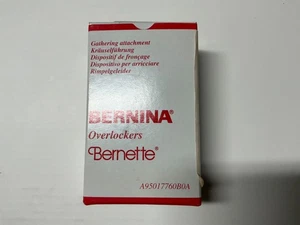 Gathering attachment
Kräuselführung
Dispositif de fronçage
Dispositivo per arricciare
Rimpelgeleider
BERNINA®
Overlockers
Bernette®
A95017760B0A